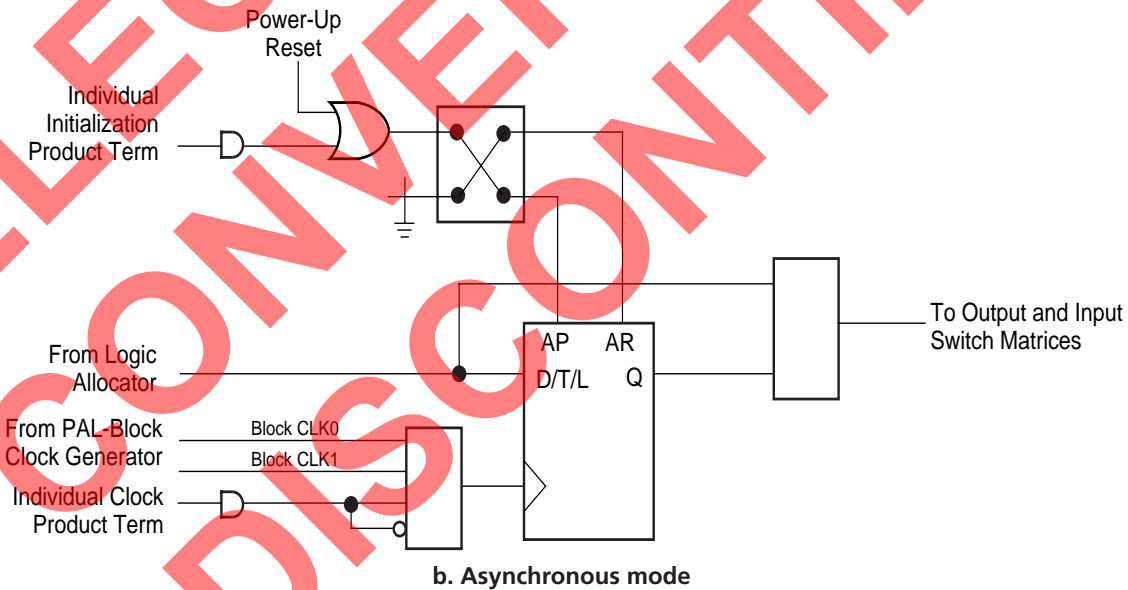 Power-Up
Reset
Individual
Initialization
Product Term
AP
AR
To Output and Input
Switch Matrices
From Logic
Allocator
D/T/L
Q
From PAL-Block
Clock Generator
Block CLK0
Block CLK1
Individual Clock
Product Term
b. Asynchronous mode